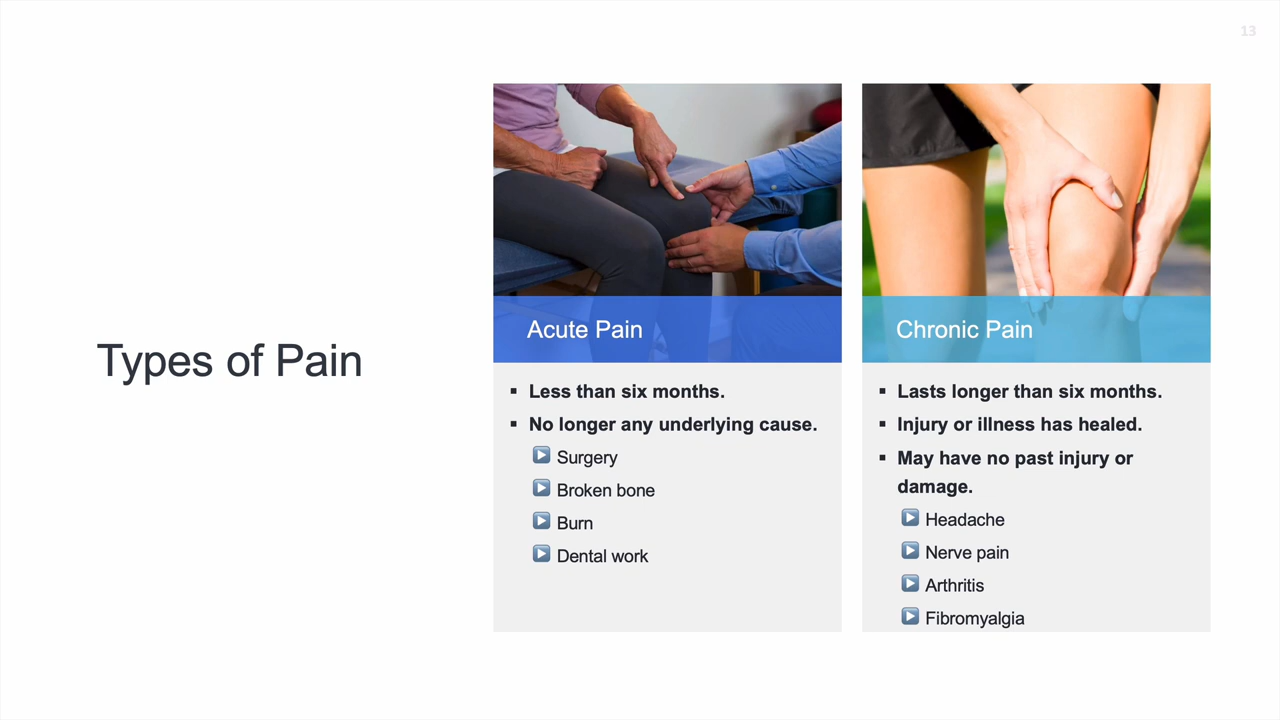 13
Types of Pain
Acute Pain
Less than six months.
No longer any underlying cause.
Surgery
Broken bone
Burn
Dental work
Chronic Pain
Lasts longer than six months.
Injury or illness has healed.
May have no past injury or
damage.
Headache
Nerve pain
Arthritis
Fibromyalgia